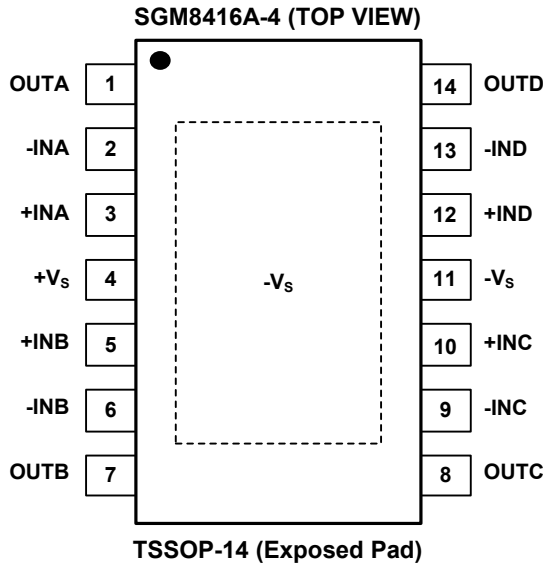 SGM8416A-4 (TOP VIEW)
OUTA 1 14 OUTD
-INA 2 13 -IND
+INA 3 12 +IND
+VS 4 -VS 11 -VS
+INB 5 10 +INC
-INB 6 9 -INC
OUTB 7 8 OUTC
TSSOP-14 (Exposed Pad)